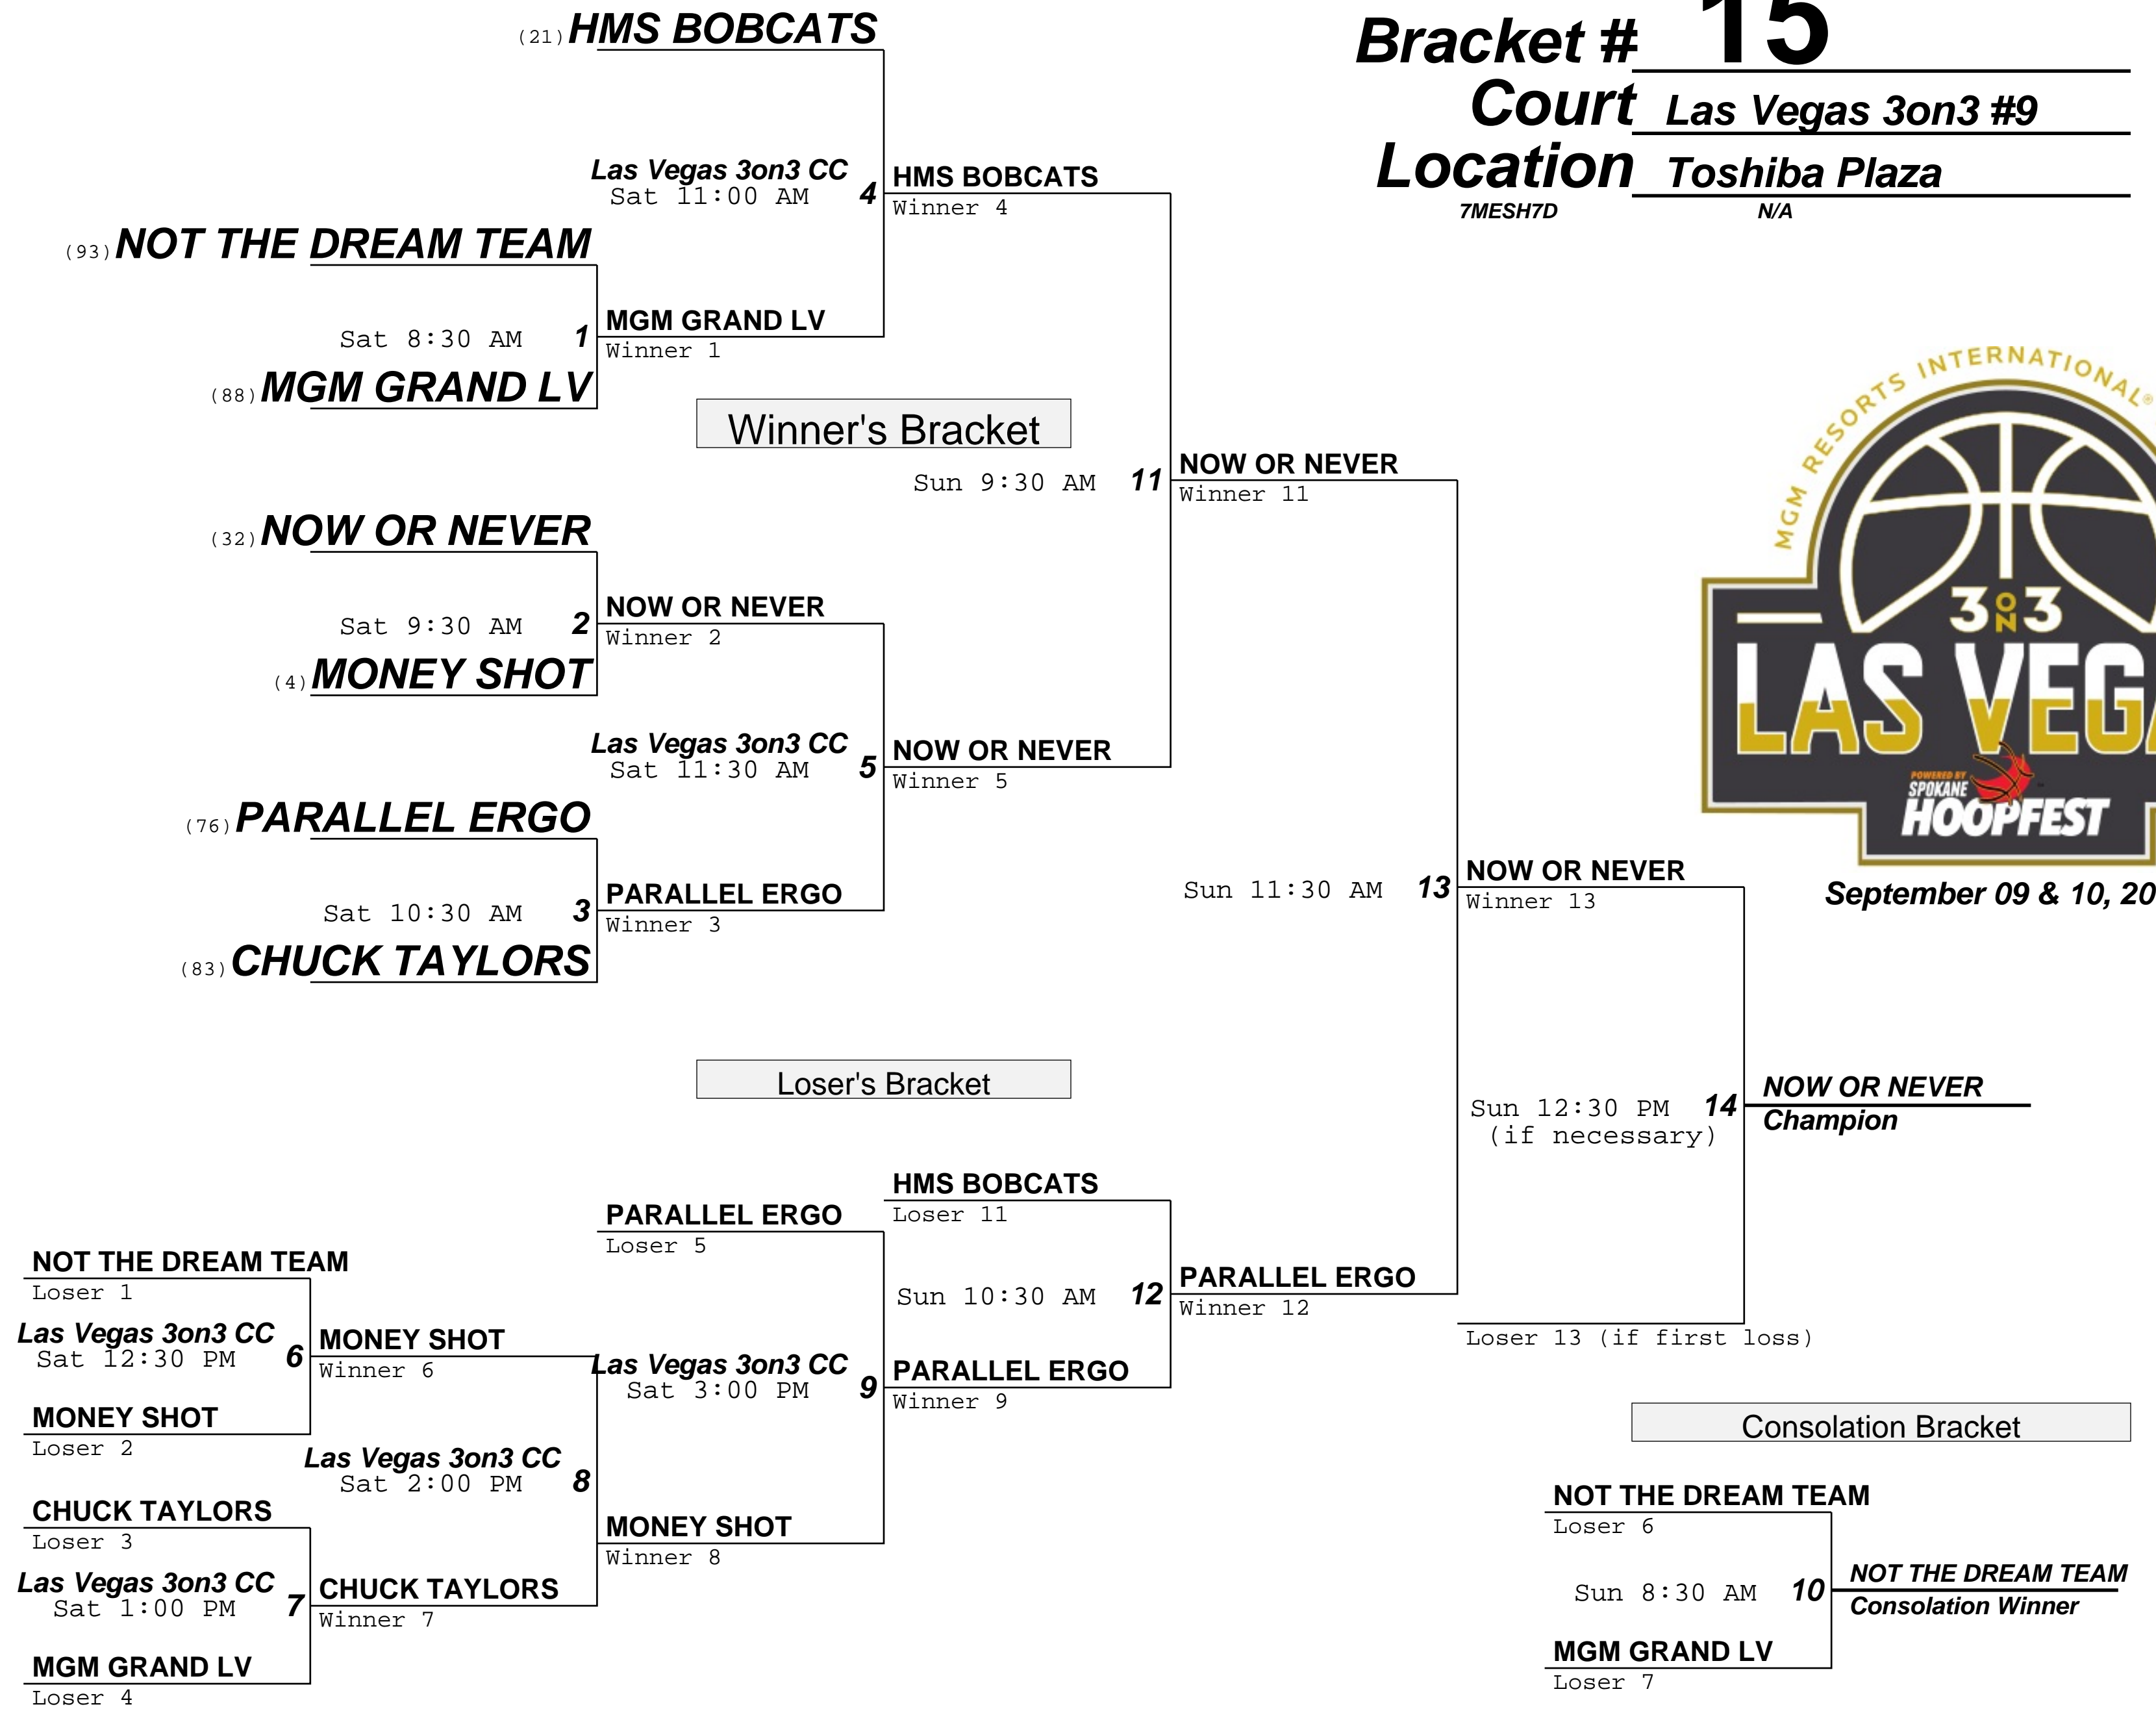 Bracket # 15
Court Las Vegas 3on3 #9
Location Toshiba Plaza
7MESH7D N/A
(21) HMS BOBCATS
Las Vegas 3on3 CC
Sat 11:00 AM 4
HMS BOBCATS
Winner 4
(93) NOT THE DREAM TEAM
Sat 8:30 AM 1
MGM GRAND LV
Winner 1
(88) MGM GRAND LV
Winner's Bracket
Sun 9:30 AM 11
NOW OR NEVER
Winner 11
(32) NOW OR NEVER
Sat 9:30 AM 2
NOW OR NEVER
Winner 2
(4) MONEY SHOT
Las Vegas 3on3 CC
Sat 11:30 AM 5
NOW OR NEVER
Winner 5
(76) PARALLEL ERGO
Sat 10:30 AM 3
PARALLEL ERGO
Winner 3
(83) CHUCK TAYLORS
Sun 11:30 AM 13
NOW OR NEVER
Winner 13
MGM RESORTS INTERNATIONAL®
3 ON 3
LAS VEGA
POWERED BY
SPOKANE
HOOPFEST
September 09 & 10, 20
Loser's Bracket
Sun 12:30 PM 14
(if necessary)
NOW OR NEVER
Champion
HMS BOBCATS
Loser 11
PARALLEL ERGO
Loser 5
Sun 10:30 AM 12
PARALLEL ERGO
Winner 12
Loser 13 (if first loss)
NOT THE DREAM TEAM
Loser 1
Las Vegas 3on3 CC
Sat 12:30 PM 6
MONEY SHOT
Winner 6
Las Vegas 3on3 CC
Sat 3:00 PM 9
PARALLEL ERGO
Winner 9
MONEY SHOT
Loser 2
Las Vegas 3on3 CC
Sat 2:00 PM 8
CHUCK TAYLORS
Loser 3
MONEY SHOT
Winner 8
Las Vegas 3on3 CC
Sat 1:00 PM 7
CHUCK TAYLORS
Winner 7
MGM GRAND LV
Loser 4
Consolation Bracket
NOT THE DREAM TEAM
Loser 6
Sun 8:30 AM 10
NOT THE DREAM TEAM
Consolation Winner
MGM GRAND LV
Loser 7